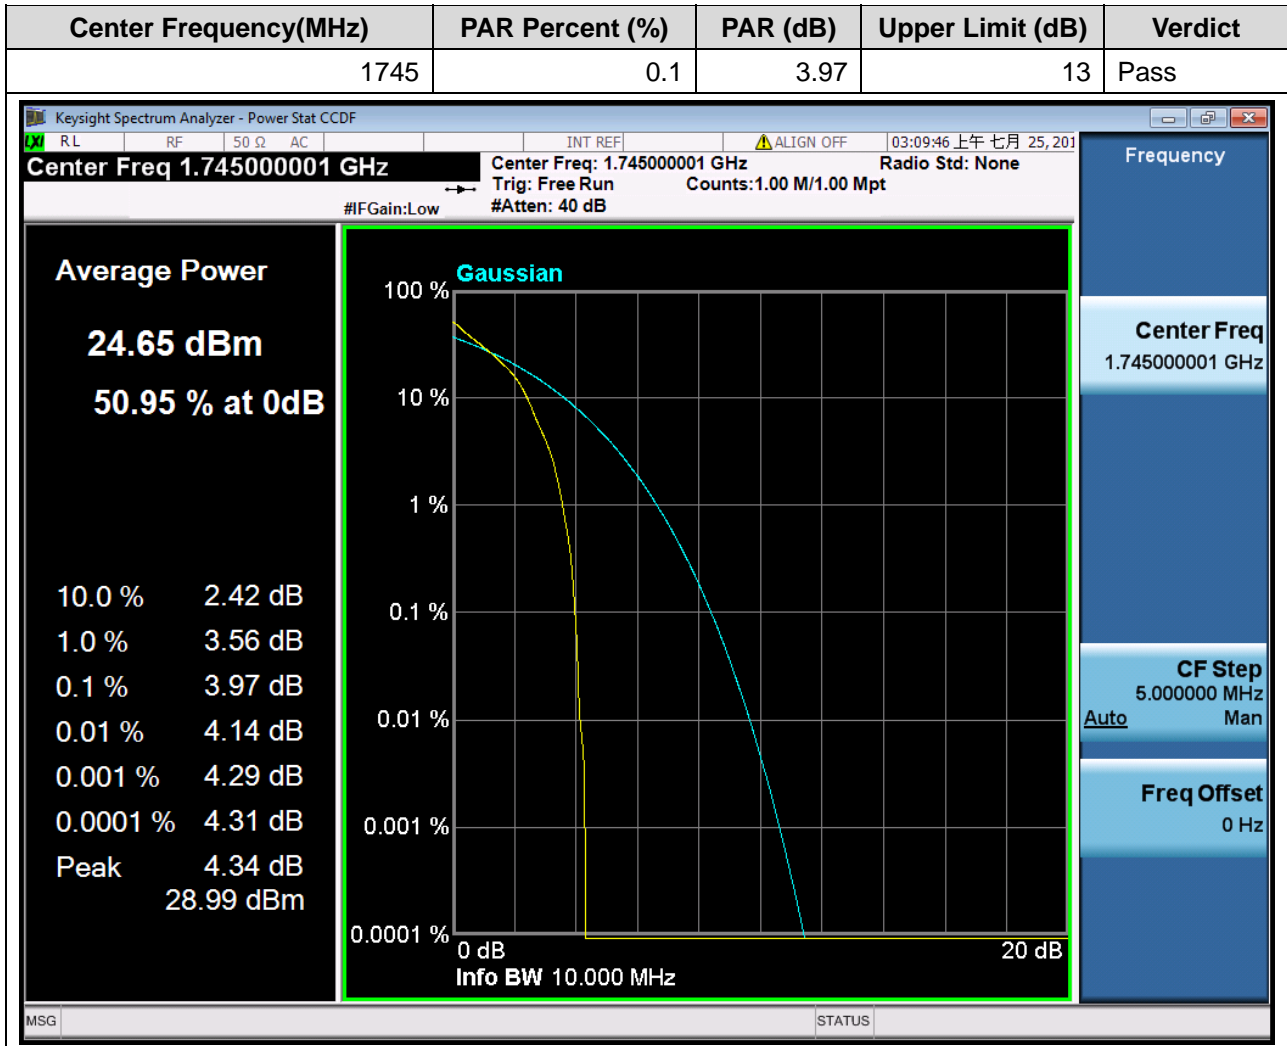 Center Frequency(MHz) PAR Percent (%) PAR (dB) Upper Limit (dB) Verdict
1745 0.1 3.97 13 Pass
Keysight Spectrum Analyzer - Power Stat CCDF
LXI RL RF 50 Ω AC INT REF ALIGN OFF 03:09:46 上午 七月 25, 201
Center Freq 1.745000001 GHz
Center Freq: 1.745000001 GHz Radio Std: None
Trig: Free Run Counts:1.00 M/1.00 Mpt
#IFGain:Low #Atten: 40 dB
Average Power
24.65 dBm
50.95 % at 0dB
10.0 % 2.42 dB
1.0 % 3.56 dB
0.1 % 3.97 dB
0.01 % 4.14 dB
0.001 % 4.29 dB
0.0001 % 4.31 dB
Peak 4.34 dB
28.99 dBm
Gaussian
100 %
10 %
1 %
0.1 %
0.01 %
0.001 %
0.0001 %
0 dB 20 dB
Info BW 10.000 MHz
Frequency
Center Freq
1.745000001 GHz
CF Step
5.000000 MHz
Auto Man
Freq Offset
0 Hz
MSG STATUS